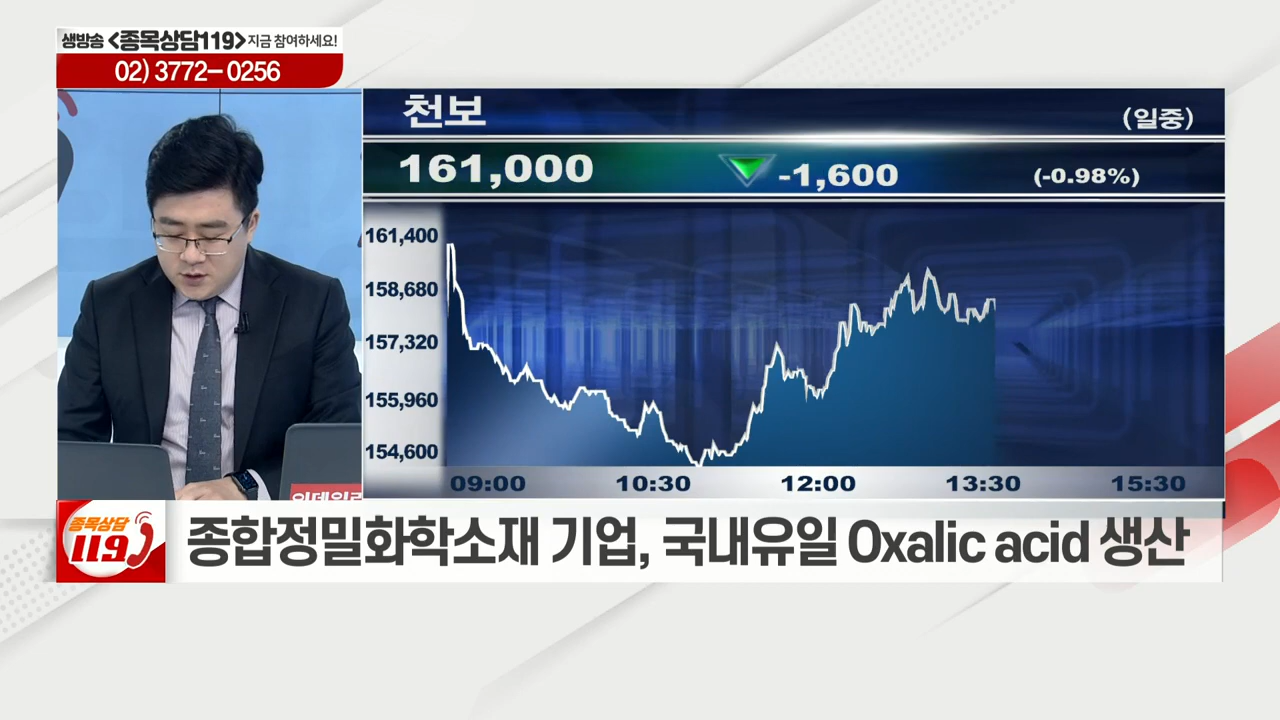 생방송 <종목상담119> 지금 참여하세요!
02) 3772-0256
천보
(일중)
161,000 -1,600 (-0.98%)
161,400
158,680
157,320
155,960
154,600
09:00 10:30 12:00 13:30 15:30
종목상담
119
종합정밀화학소재 기업, 국내유일 Oxalic acid 생산